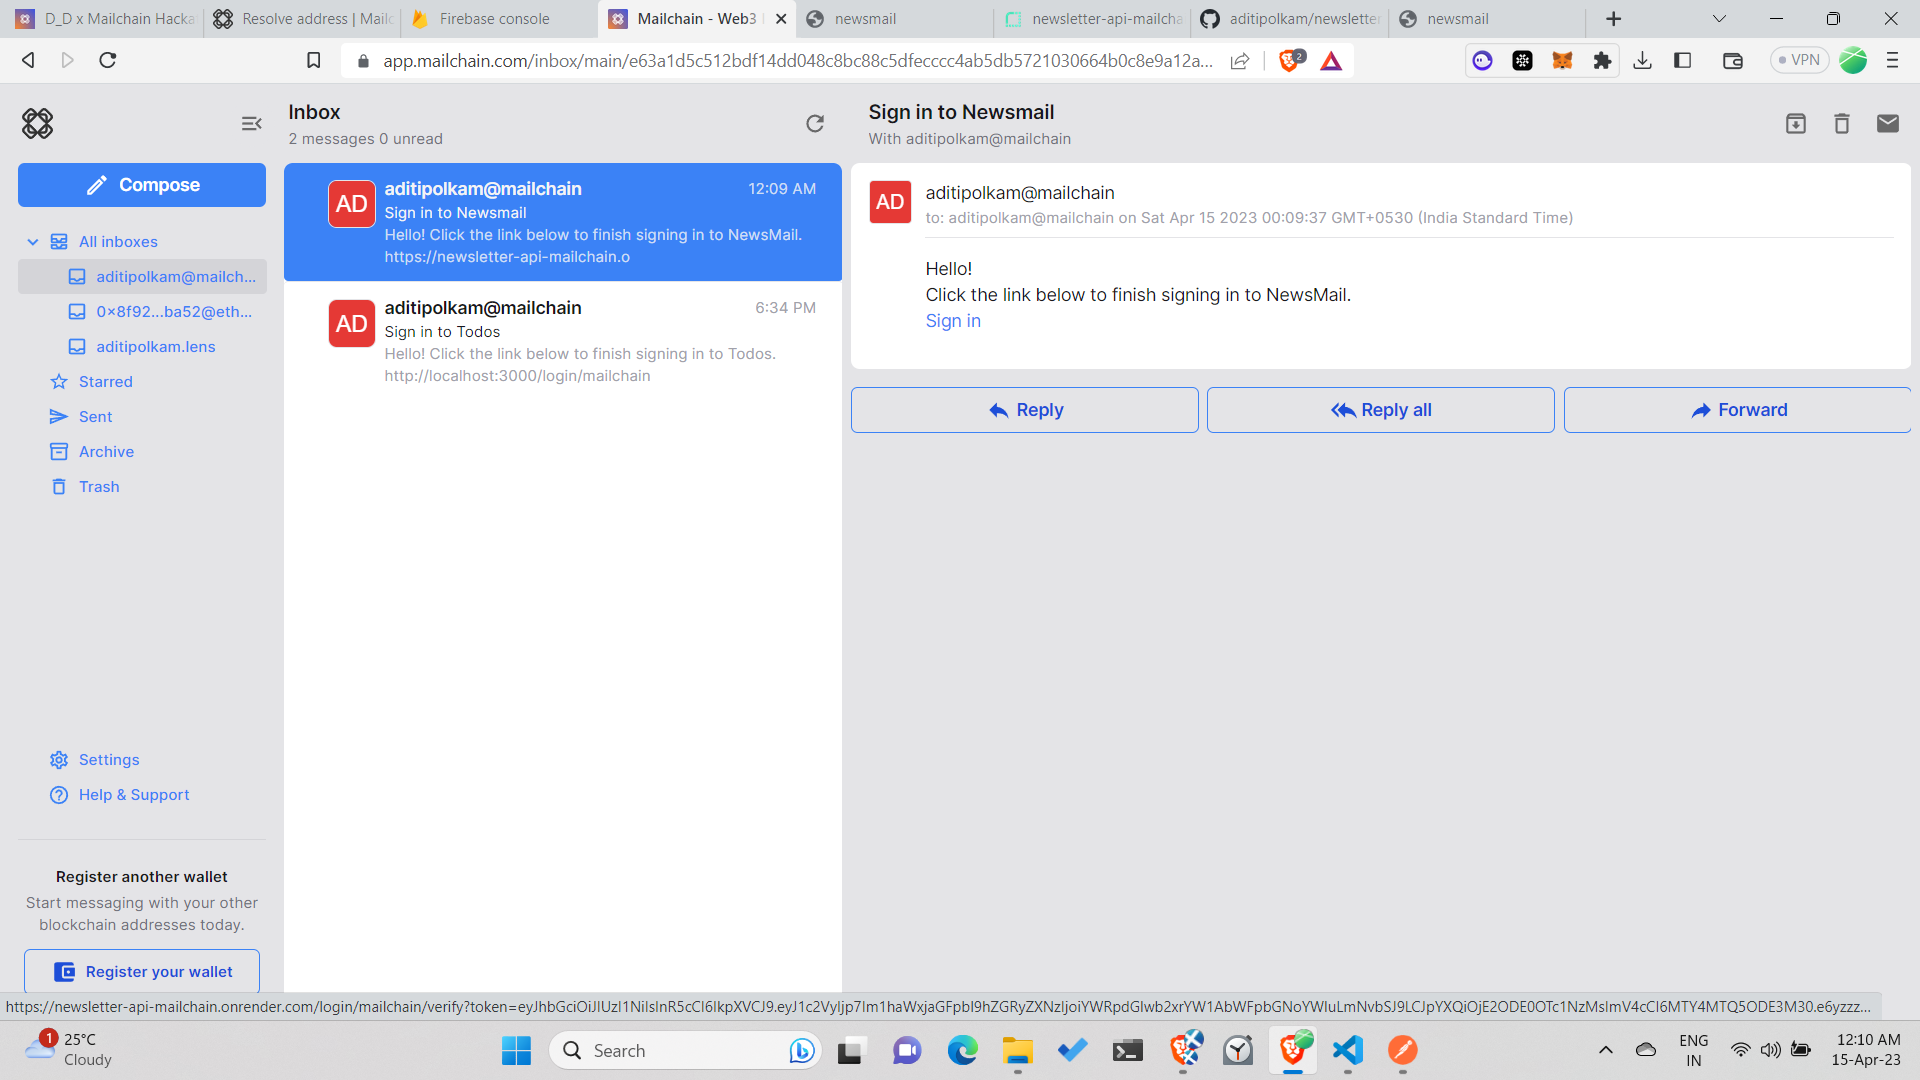 D_D x Mailchain Hacka
Resolve address | Mailc
Firebase console
Mailchain - Web3
newsmail
newsletter-api-mailcha
aditipolkam/newsletter
newsmail
app.mailchain.com/inbox/main/e63a1d5c512bdf14dd048c8bc88c5dfecccc4ab5db5721030664b0c8e9a12a...
2
VPN
Compose
All inboxes
aditipolkam@mailch...
0×8f92...ba52@eth...
aditipolkam.lens
Starred
Sent
Archive
Trash
Settings
Help & Support
Register another wallet
Start messaging with your other
blockchain addresses today.
Register your wallet
Inbox
2 messages 0 unread
AD
aditipolkam@mailchain
12:09 AM
Sign in to Newsmail
Hello! Click the link below to finish signing in to NewsMail.
https://newsletter-api-mailchain.o
AD
aditipolkam@mailchain
6:34 PM
Sign in to Todos
Hello! Click the link below to finish signing in to Todos.
http://localhost:3000/login/mailchain
Sign in to Newsmail
With aditipolkam@mailchain
AD
aditipolkam@mailchain
to: aditipolkam@mailchain on Sat Apr 15 2023 00:09:37 GMT+0530 (India Standard Time)
Hello!
Click the link below to finish signing in to NewsMail.
Sign in
Reply
Reply all
Forward
https://newsletter-api-mailchain.onrender.com/login/mailchain/verify?token=
1
25°C
Cloudy
Search
ENG
IN
12:10 AM
15-Apr-23